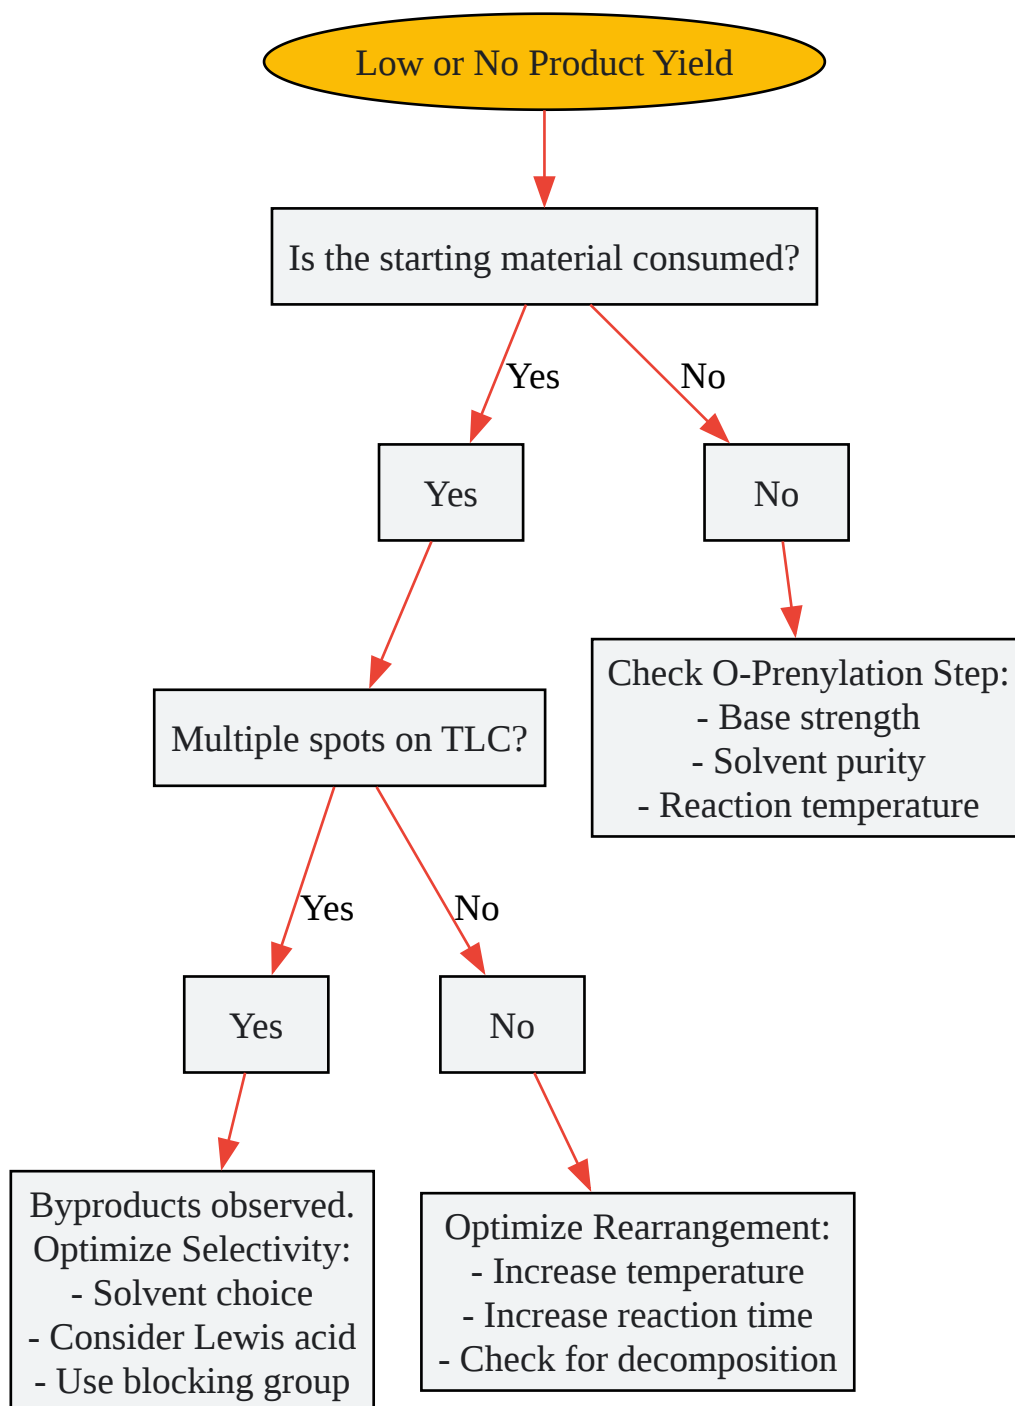 Low or No Product Yield
Is the starting material consumed?
Yes
No
Yes
No
Check O-Prenylation Step:
- Base strength
- Solvent purity
- Reaction temperature
Multiple spots on TLC?
Yes
No
Yes
No
Byproducts observed.
Optimize Selectivity:
- Solvent choice
- Consider Lewis acid
- Use blocking group
Optimize Rearrangement:
- Increase temperature
- Increase reaction time
- Check for decomposition